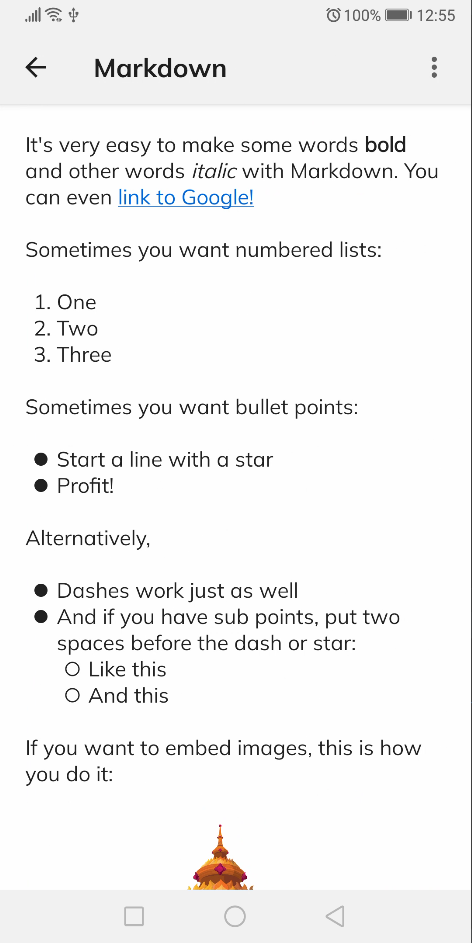 100% 12:55
Markdown
It's very easy to make some words bold
and other words italic with Markdown. You
can even link to Google!
Sometimes you want numbered lists:
1. One
2. Two
3. Three
Sometimes you want bullet points:
● Start a line with a star
● Profit!
Alternatively,
● Dashes work just as well
● And if you have sub points, put two
spaces before the dash or star:
○ Like this
○ And this
If you want to embed images, this is how
you do it: